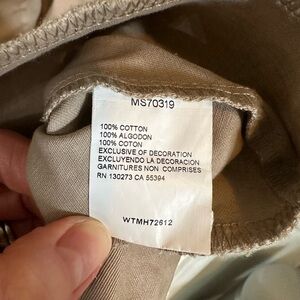 MS70319
100% COTTON
100% ALGODON
100% COTON
EXCLUSIVE OF DECORATION
EXCLUYENDO LA DECORACION
GARNITURES NON COMPRISES
RN 130273 CA 55394
WTMH72612